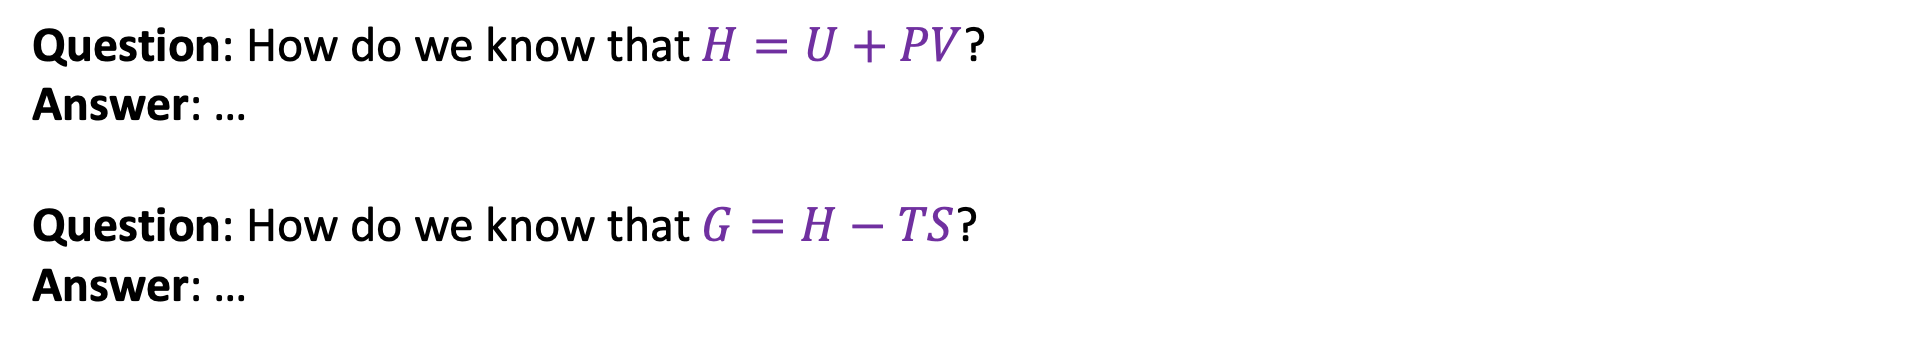 Question: How do we know that H = U + PV?
Answer: ...
Question: How do we know that G = H − TS?
Answer: ...